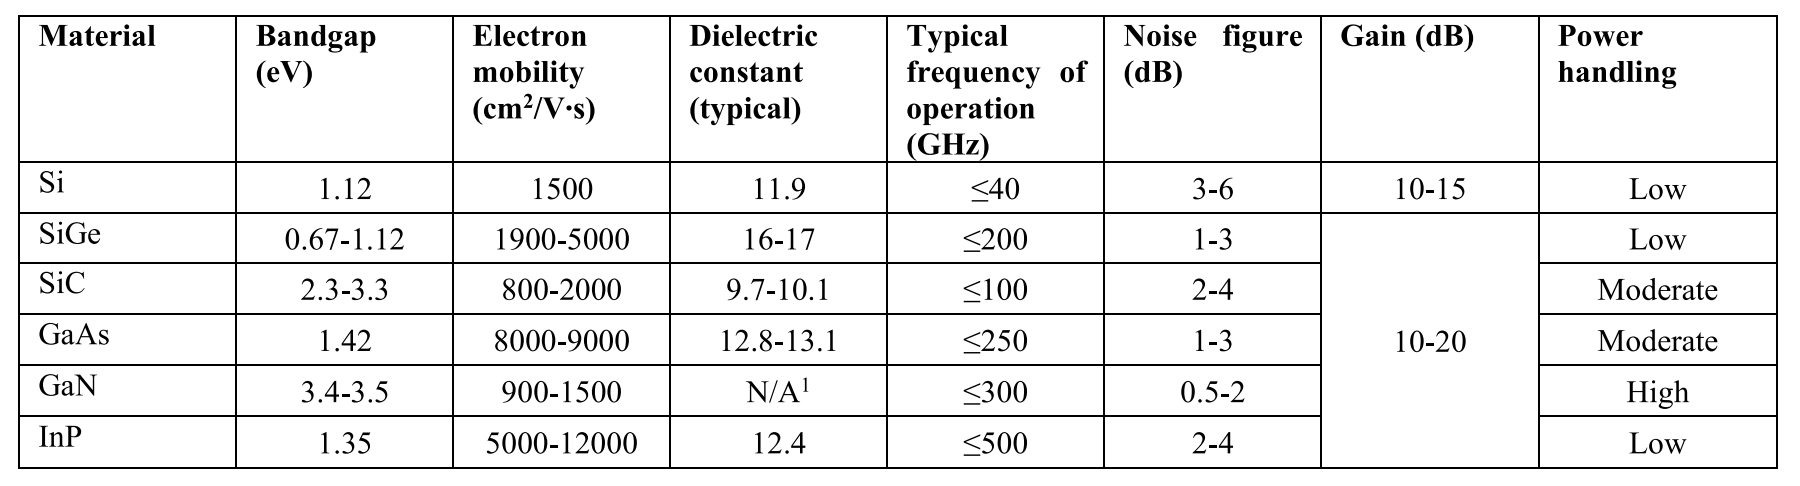 Material Bandgap (eV) Electron mobility (cm²/V·s) Dielectric constant (typical) Typical frequency of operation (GHz) Noise figure (dB) Gain (dB) Power handling
Si 1.12 1500 11.9 ≤40 3-6 10-15 Low
SiGe 0.67-1.12 1900-5000 16-17 ≤200 1-3 10-20 Low
SiC 2.3-3.3 800-2000 9.7-10.1 ≤100 2-4 Moderate
GaAs 1.42 8000-9000 12.8-13.1 ≤250 1-3 Moderate
GaN 3.4-3.5 900-1500 N/A¹ ≤300 0.5-2 High
InP 1.35 5000-12000 12.4 ≤500 2-4 Low